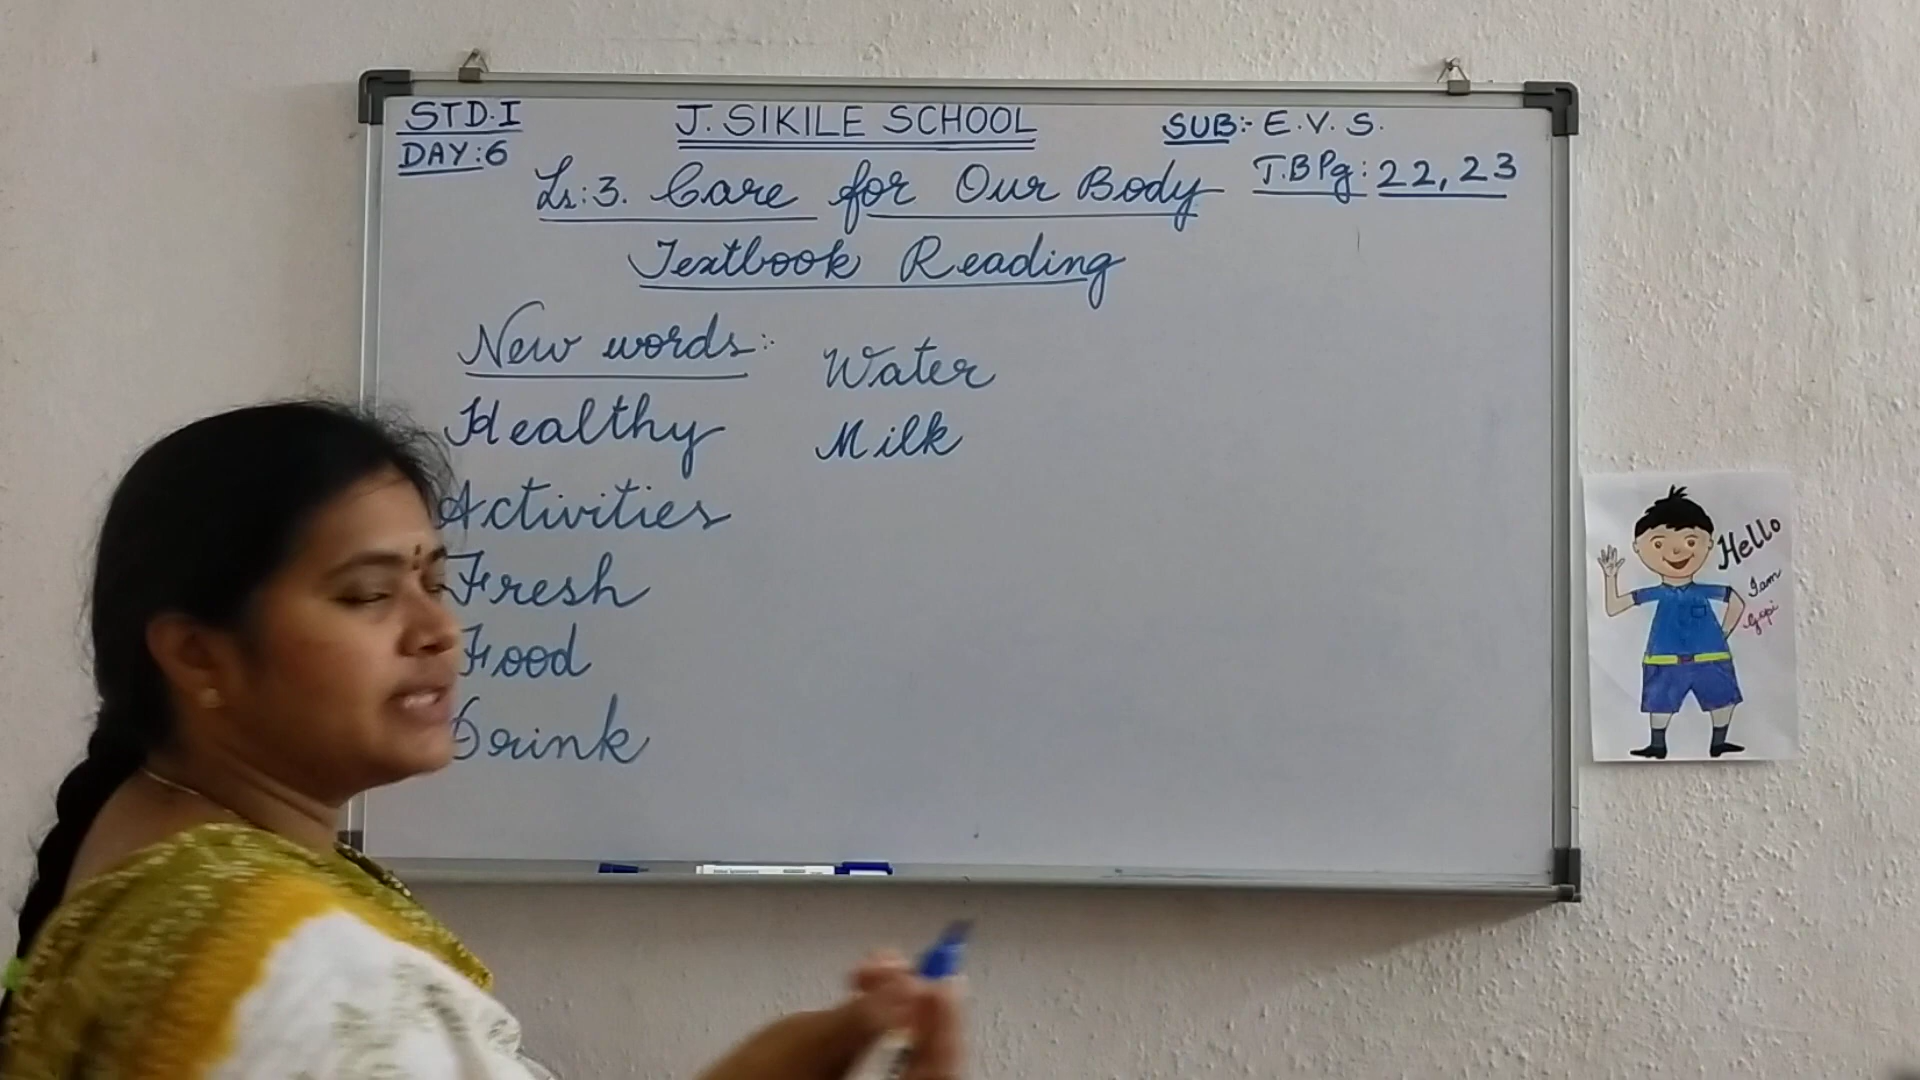 STD.I
DAY:6
J. SIKILE SCHOOL
SUB:- E.V.S.
T.B Pg: 22, 23
Ls:3. Care for Our Body
Textbook Reading
New words:-
Healthy
Activities
Fresh
Food
Drink
Water
Milk
Hello
I am
Gopi